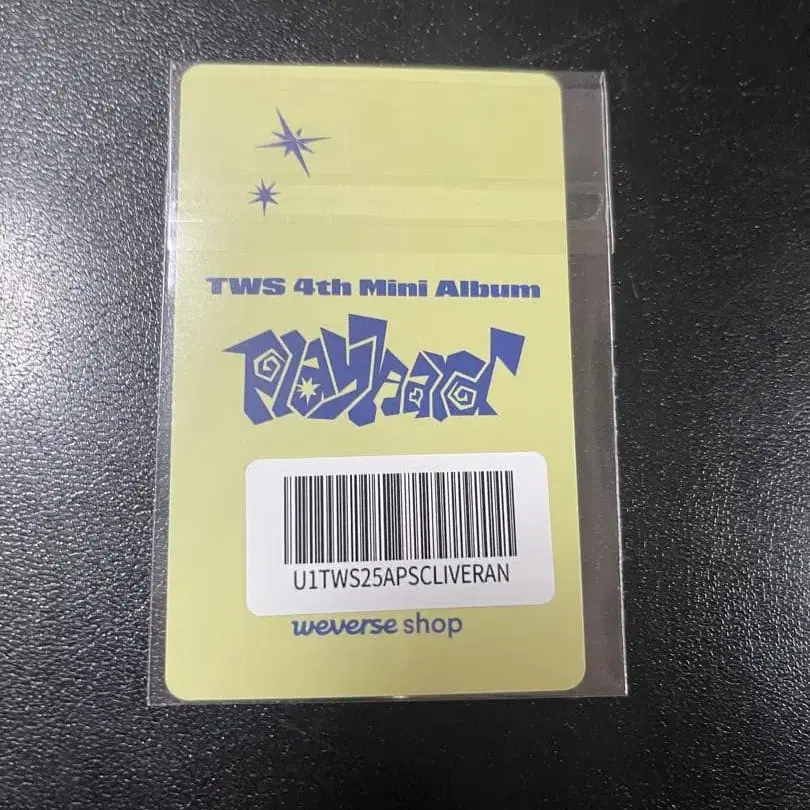 TWS 4th Mini Album
Play Hard
U1TWS25APSCLIVERAN
weverse shop